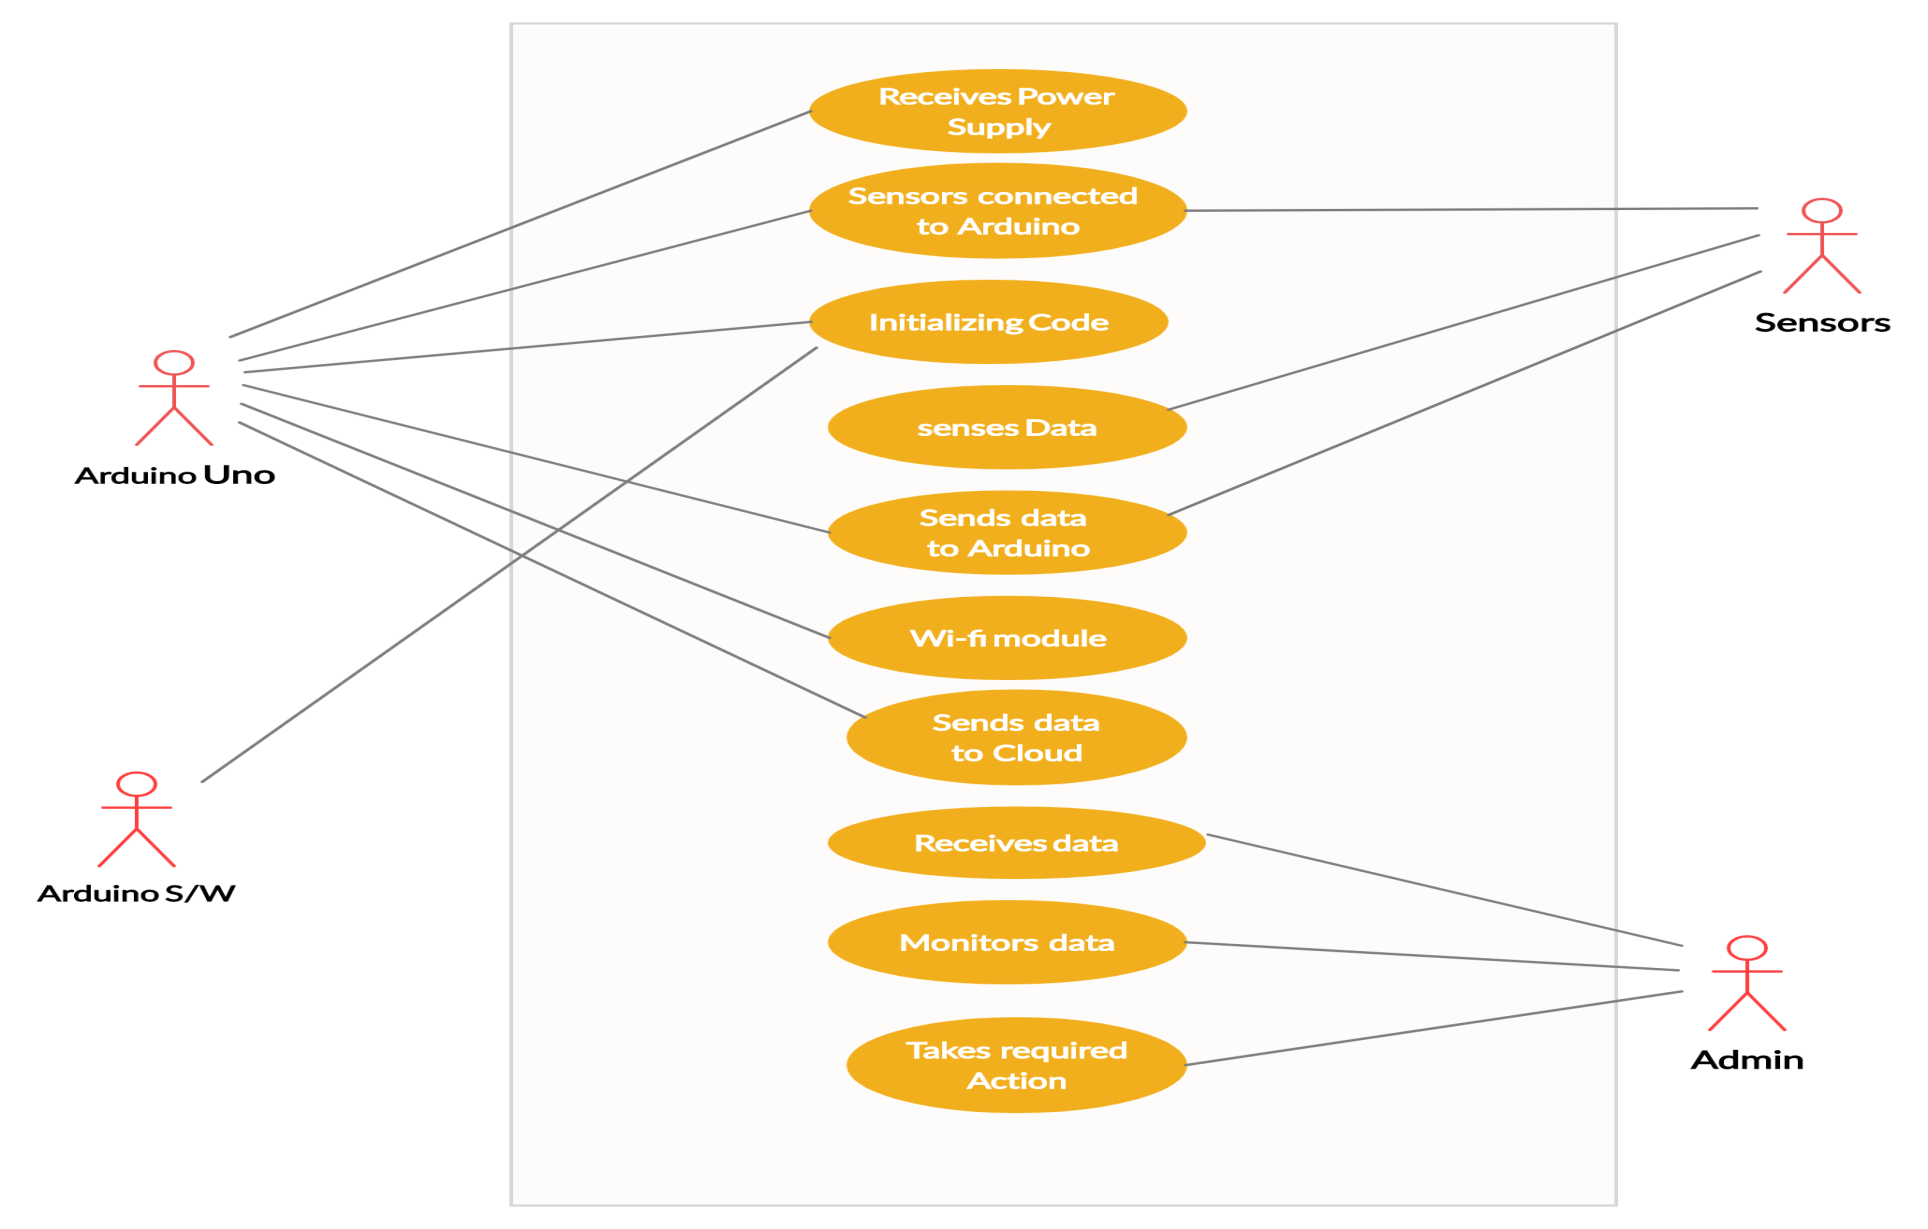 Receives Power
Supply
Sensors connected
to Arduino
Sensors
Initializing Code
senses Data
Arduino Uno
Sends data
to Arduino
Wi-fi module
Sends data
to Cloud
Receives data
Arduino S/W
Monitors data
Takes required
Action
Admin